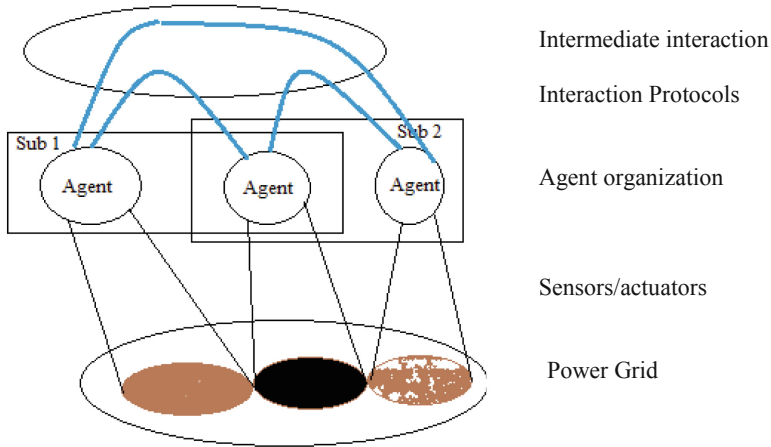 Intermediate interaction
Interaction Protocols
Sub 1
Sub 2
Agent
Agent
Agent
Agent organization
Sensors/actuators
Power Grid